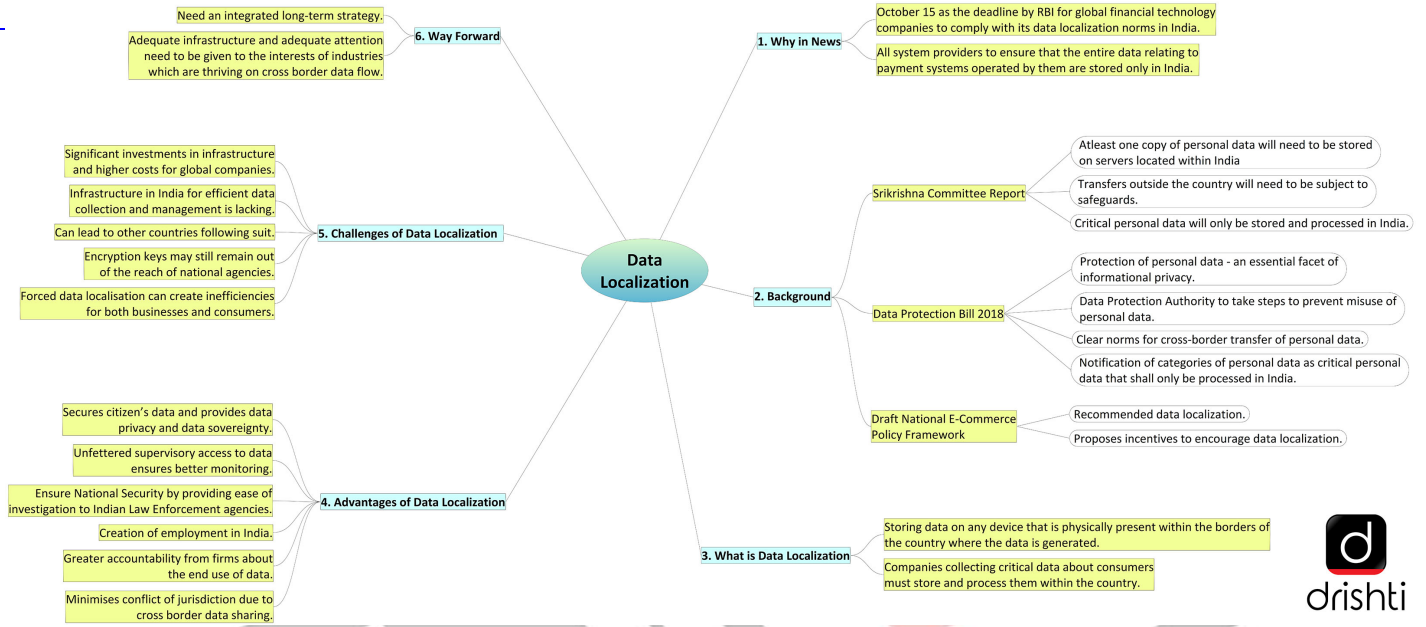 Data
Localization
1. Why in News
October 15 as the deadline by RBI for global financial technology
companies to comply with its data localization norms in India.
All system providers to ensure that the entire data relating to
payment systems operated by them are stored only in India.
2. Background
Srikrishna Committee Report
Atleast one copy of personal data will need to be stored
on servers located within India
Transfers outside the country will need to be subject to
safeguards.
Critical personal data will only be stored and processed in India.
Data Protection Bill 2018
Protection of personal data - an essential facet of
informational privacy.
Data Protection Authority to take steps to prevent misuse of
personal data.
Clear norms for cross-border transfer of personal data.
Notification of categories of personal data as critical personal
data that shall only be processed in India.
Draft National E-Commerce
Policy Framework
Recommended data localization.
Proposes incentives to encourage data localization.
3. What is Data Localization
Storing data on any device that is physically present within the borders of
the country where the data is generated.
Companies collecting critical data about consumers
must store and process them within the country.
4. Advantages of Data Localization
Secures citizen’s data and provides data
privacy and data sovereignty.
Unfettered supervisory access to data
ensures better monitoring.
Ensure National Security by providing ease of
investigation to Indian Law Enforcement agencies.
Creation of employment in India.
Greater accountability from firms about
the end use of data.
Minimises conflict of jurisdiction due to
cross border data sharing.
5. Challenges of Data Localization
Significant investments in infrastructure
and higher costs for global companies.
Infrastructure in India for efficient data
collection and management is lacking.
Can lead to other countries following suit.
Encryption keys may still remain out
of the reach of national agencies.
Forced data localisation can create inefficiencies
for both businesses and consumers.
6. Way Forward
Need an integrated long-term strategy.
Adequate infrastructure and adequate attention
need to be given to the interests of industries
which are thriving on cross border data flow.
d
drishti